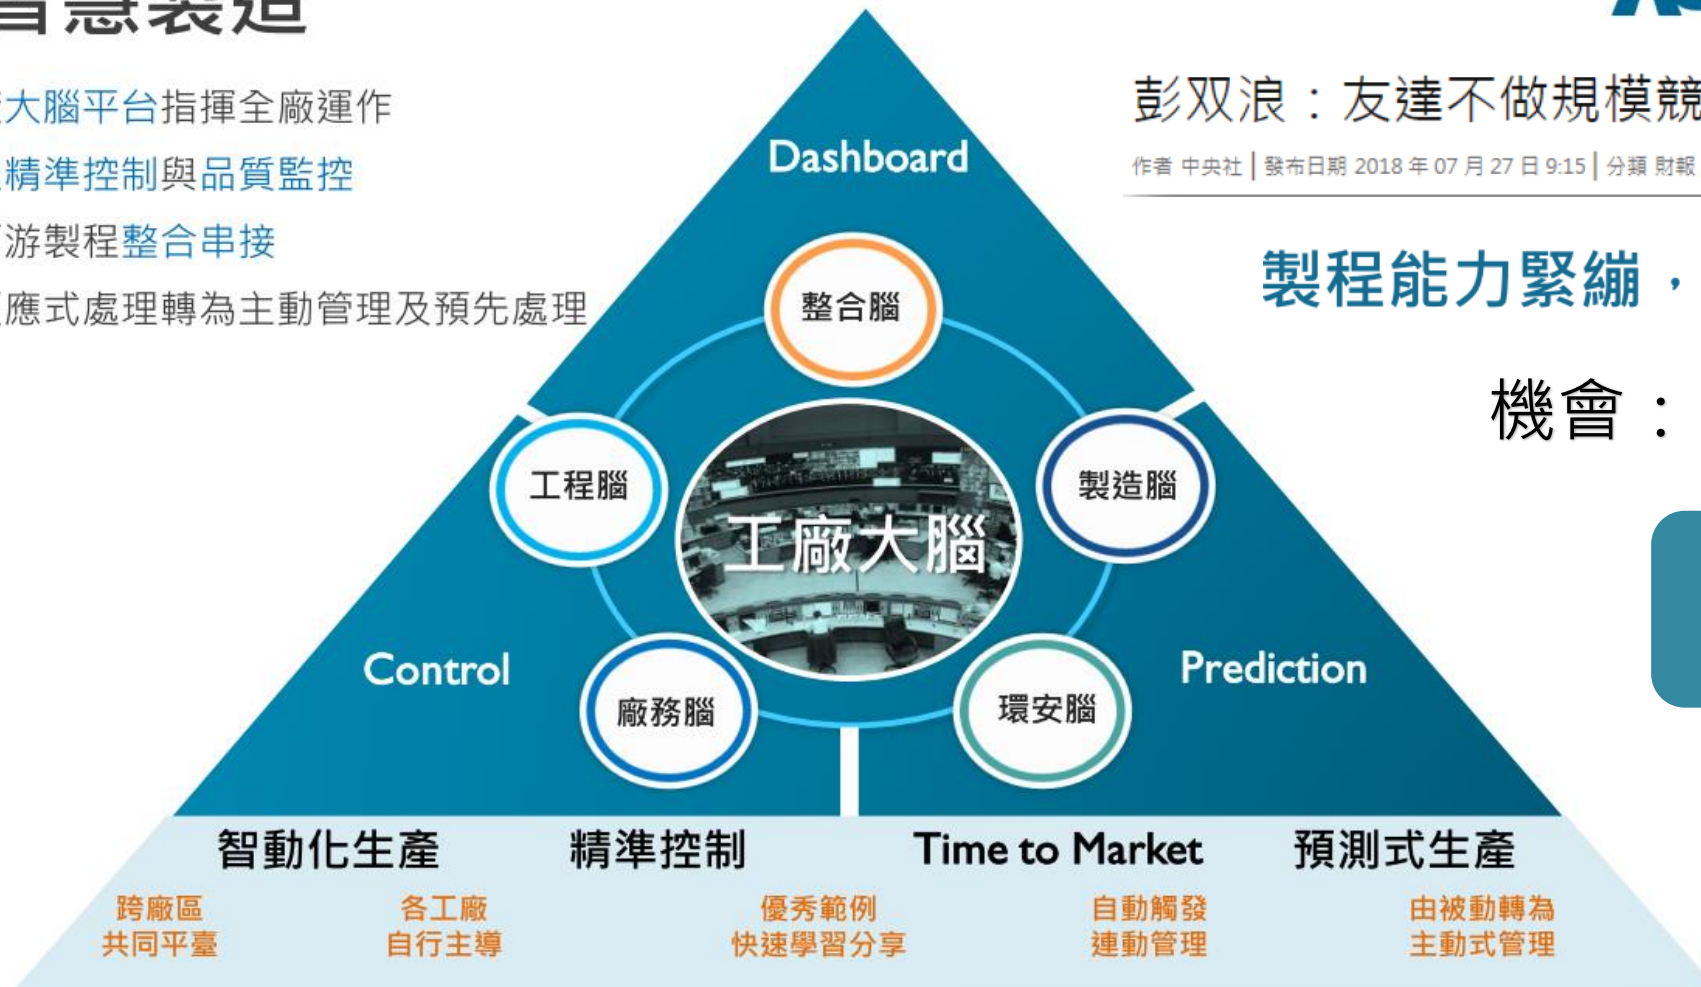 智慧製造
大腦平台指揮全廠運作
精準控制與品質監控
游製程整合串接
應式處理轉為主動管理及預先處理
彭双浪：友達不做規模競
作者 中央社 | 發布日期 2018 年 07 月 27 日 9:15 | 分類 財報
製程能力緊繃，
機會：
Dashboard
整合腦
工程腦
製造腦
工廠大腦
Control
Prediction
廠務腦
環安腦
智動化生產
精準控制
Time to Market
預測式生產
跨廠區
共同平臺
各工廠
自行主導
優秀範例
快速學習分享
自動觸發
連動管理
由被動轉為
主動式管理